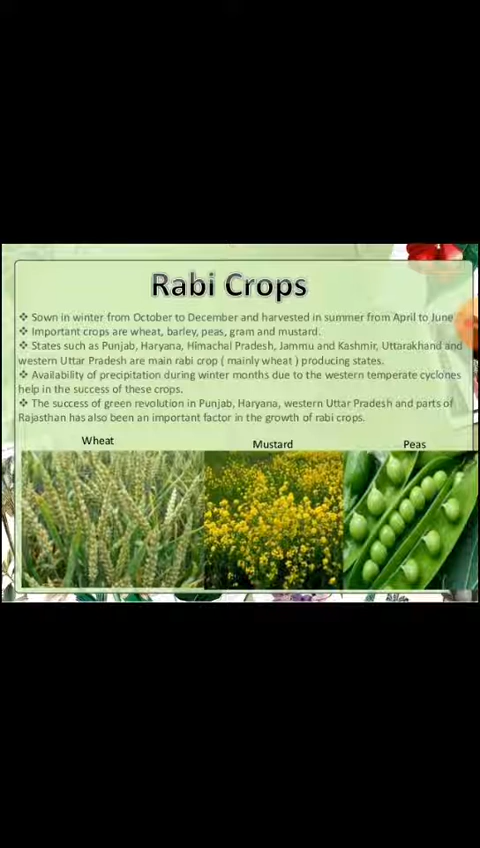 Rabi Crops
❖ Sown in winter from October to December and harvested in summer from April to June
❖ Important crops are wheat, barley, peas, gram and mustard.
❖ States such as Punjab, Haryana, Himachal Pradesh, Jammu and Kashmir, Uttarakhand and
western Uttar Pradesh are main rabi crop ( mainly wheat ) producing states.
❖ Availability of precipitation during winter months due to the western temperate cyclones
help in the success of these crops.
❖ The success of green revolution in Punjab, Haryana, western Uttar Pradesh and parts of
Rajasthan has also been an important factor in the growth of rabi crops.
Wheat
Mustard
Peas